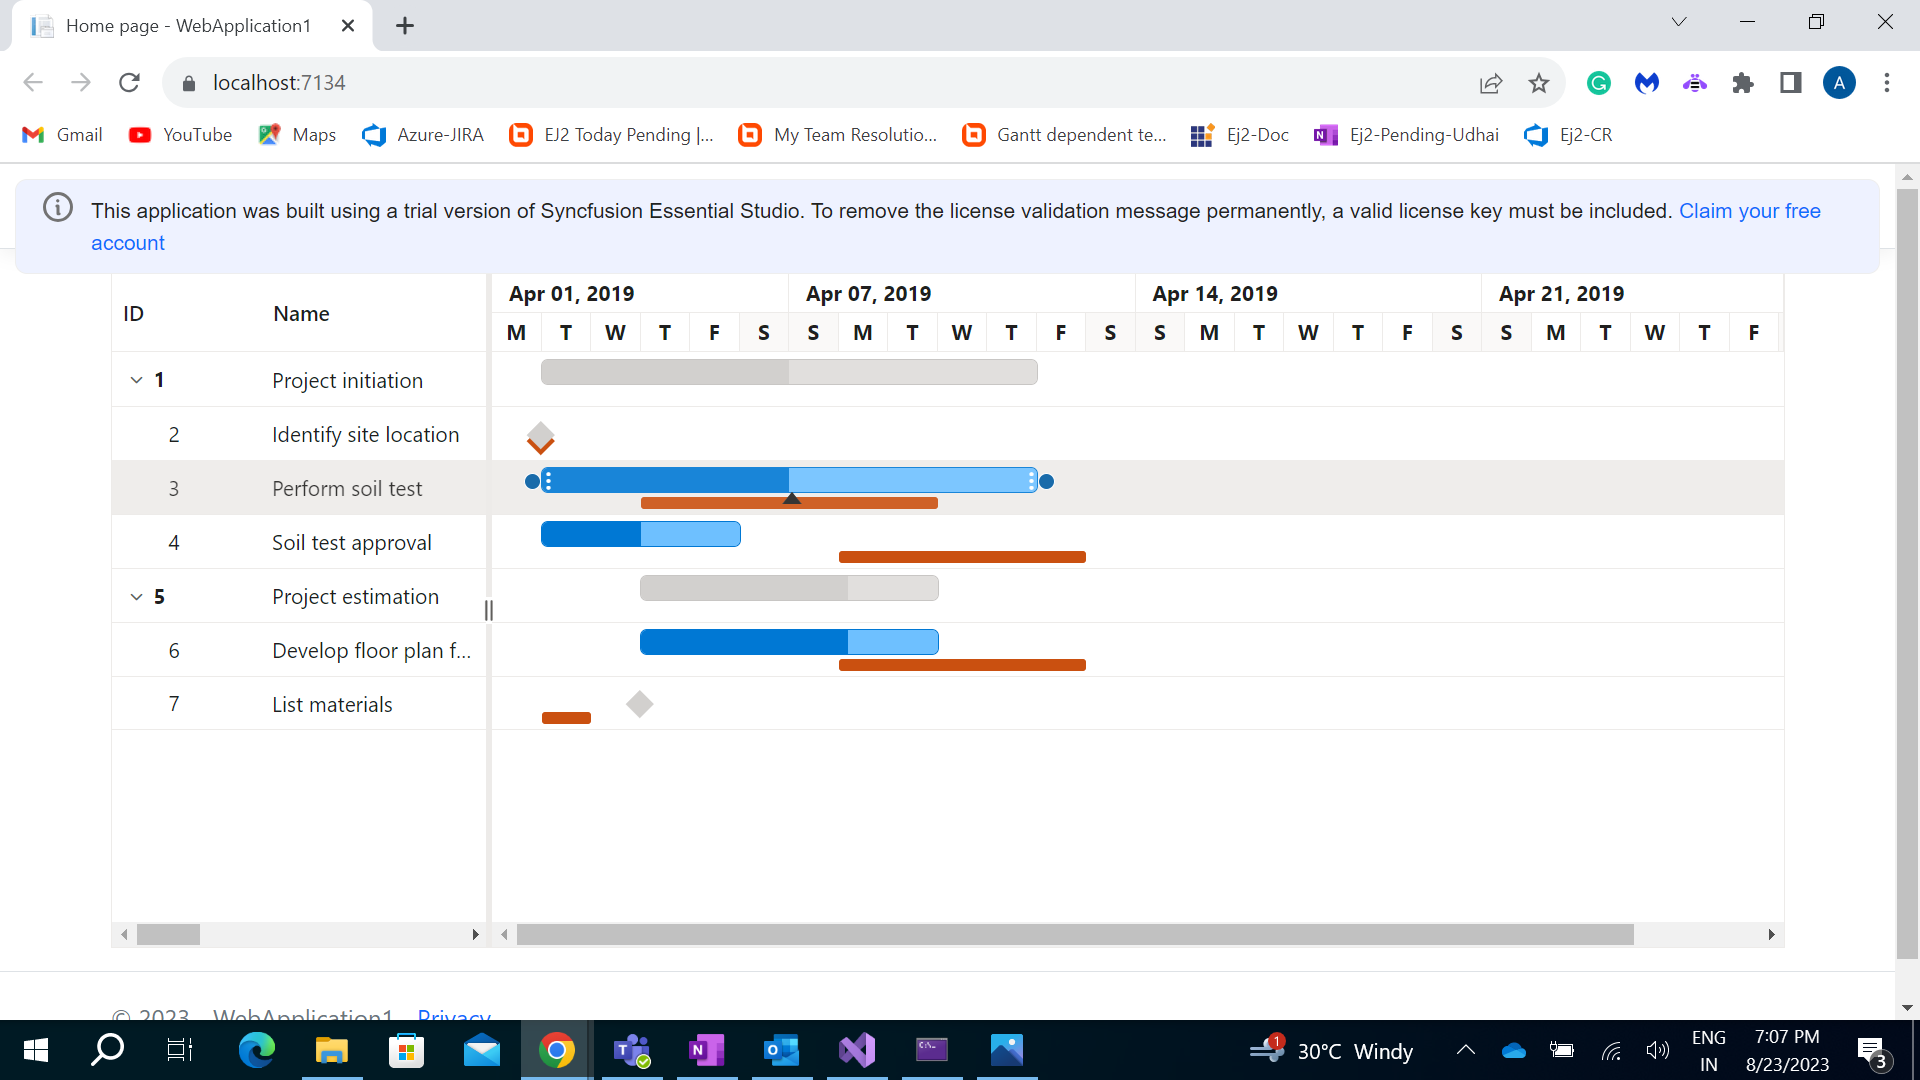 Home page - WebApplication1
localhost:7134
A
Gmail YouTube Maps Azure-JIRA EJ2 Today Pending |... My Team Resolutio... Gantt dependent te... Ej2-Doc Ej2-Pending-Udhai Ej2-CR
This application was built using a trial version of Syncfusion Essential Studio. To remove the license validation message permanently, a valid license key must be included. Claim your free
account
ID Name
Apr 01, 2019 Apr 07, 2019 Apr 14, 2019 Apr 21, 2019
M T W T F S S M T W T F S S M T W T F S S M T W T F
1 Project initiation
2 Identify site location
3 Perform soil test
4 Soil test approval
5 Project estimation
6 Develop floor plan f...
7 List materials
© 2023 - WebApplication1 - Privacy
1 30°C Windy
ENG
IN
7:07 PM
8/23/2023
3